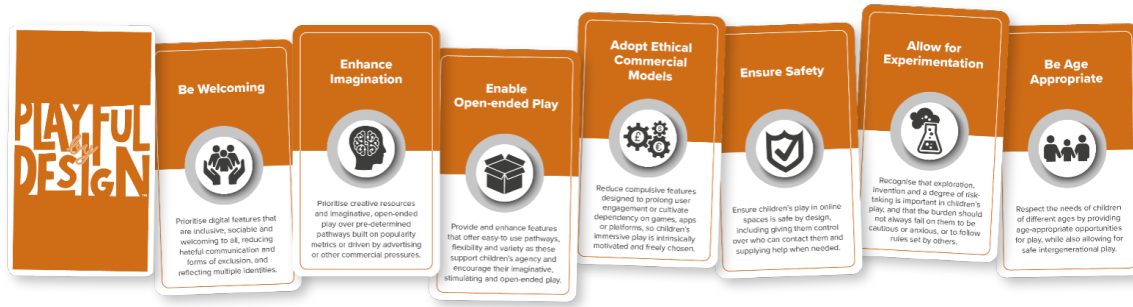 PLAYFUL
by
DESIGN
TM
Be Welcoming
Prioritise digital features that
are inclusive, sociable and
welcoming to all, reducing
hateful communication and
forms of exclusion, and
reflecting multiple identities.
Enhance
Imagination
Prioritise creative resources
and imaginative, open-ended
play over pre-determined
pathways built on popularity
metrics or driven by advertising
or other commercial pressures.
Enable
Open-ended Play
Provide and enhance features
that offer easy-to use pathways,
flexibility and variety as these
support children's agency and
encourage their imaginative,
stimulating and open-ended play.
Adopt Ethical
Commercial
Models
£
€
Reduce compulsive features
designed to prolong user
engagement or cultivate
dependency on games, apps
or platforms, so children's
immersive play is intrinsically
motivated and freely chosen.
Ensure Safety
Ensure children's play in online
spaces is safe by design,
including giving them control
over who can contact them and
supplying help when needed.
Allow for
Experimentation
Recognise that exploration,
invention and a degree of risk-
taking is important in children's
play, and that the burden should
not always fall on them to be
cautious or anxious, or to follow
rules set by others.
Be Age
Appropriate
Respect the needs of children
of different ages by providing
age-appropriate opportunities
for play, while also allowing for
safe intergenerational play.